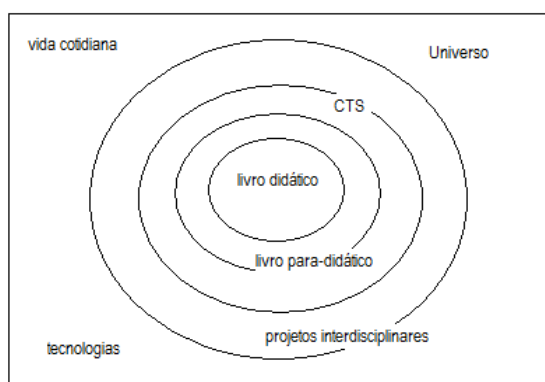 vida cotidiana
Universo
CTS
livro didático
livro para-didático
projetos interdisciplinares
tecnologias